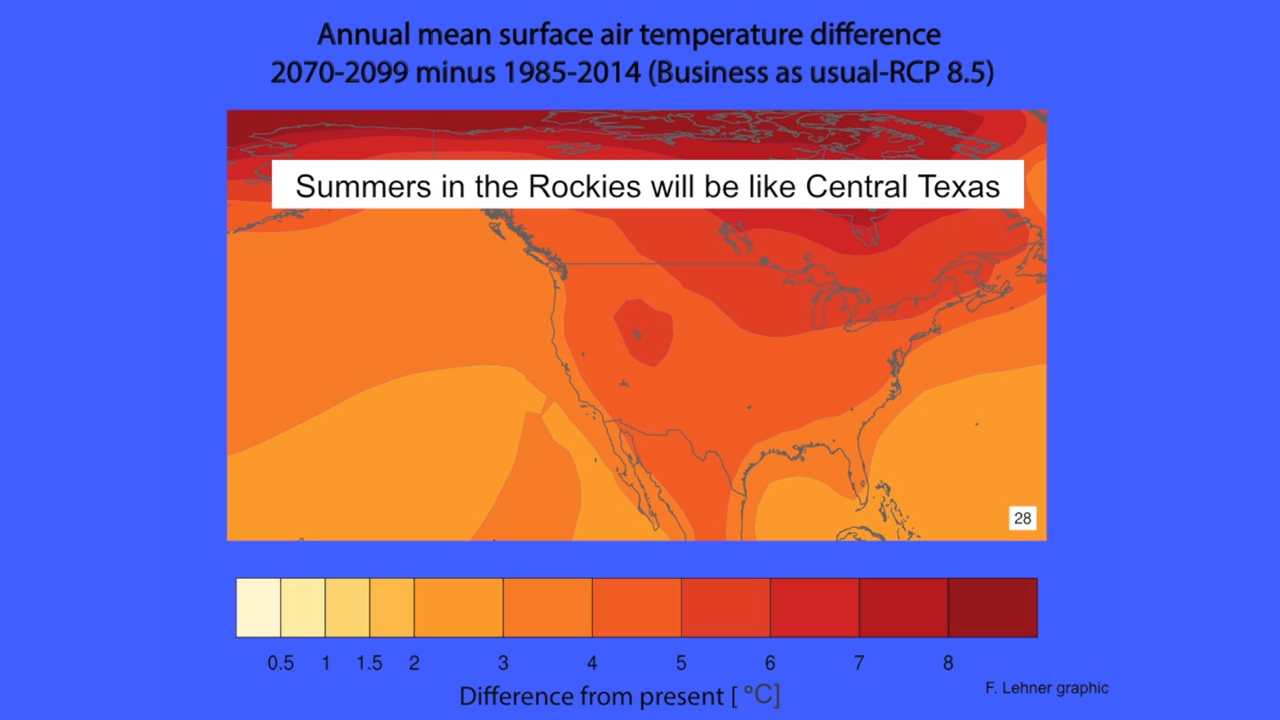 Annual mean surface air temperature difference
2070-2099 minus 1985-2014 (Business as usual-RCP 8.5)
Summers in the Rockies will be like Central Texas
28
0.5 1 1.5 2 3 4 5 6 7 8
Difference from present [ °C]
F. Lehner graphic